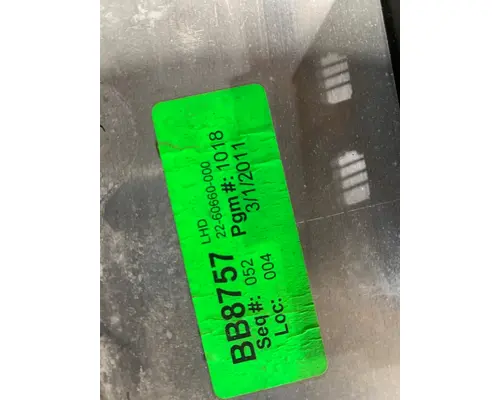 LHD
22-60660-000
BB8757 Pgm #: 1018
Seq#: 052 3/1/2011
Loc: 004